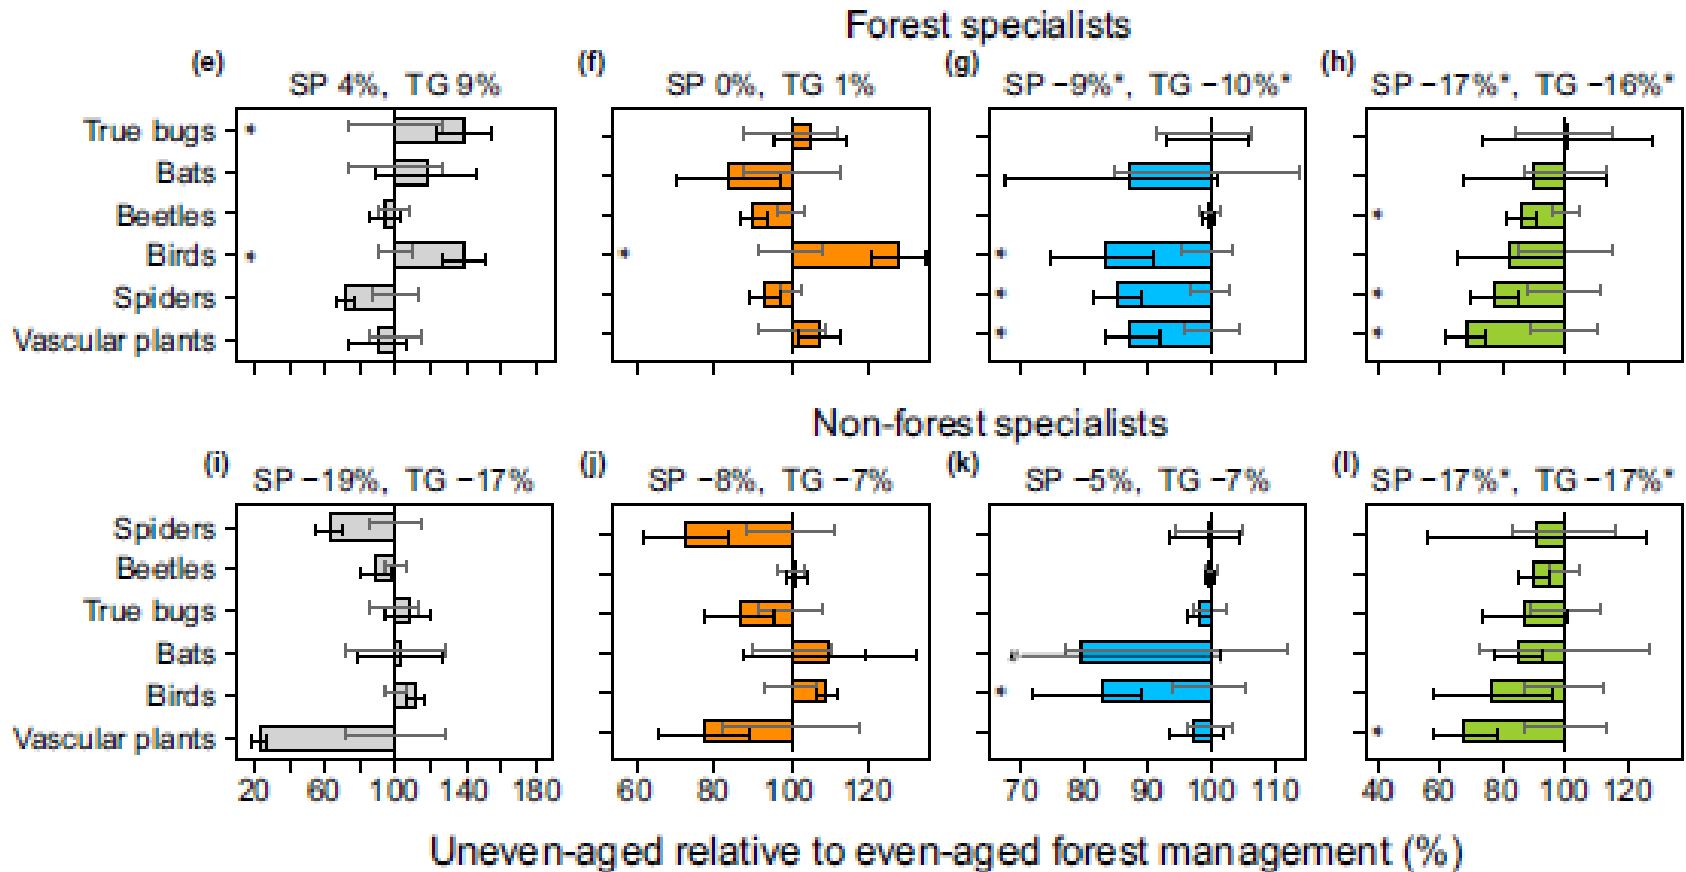 Forest specialists
(e) (f) (g) (h)
SP 4%, TG 9% SP 0%, TG 1% SP −9%*, TG −10%* SP −17%*, TG −16%*
True bugs *
Bats
Beetles *
Birds * * *
Spiders * *
Vascular plants * *
Non-forest specialists
(i) (j) (k) (l)
SP −19%, TG −17% SP −8%, TG −7% SP −5%, TG −7% SP −17%*, TG −17%*
Spiders
Beetles
True bugs
Bats
Birds *
Vascular plants *
20 60 100 140 180 60 80 100 120 70 80 90 100 110 40 60 80 100 120
Uneven-aged relative to even-aged forest management (%)